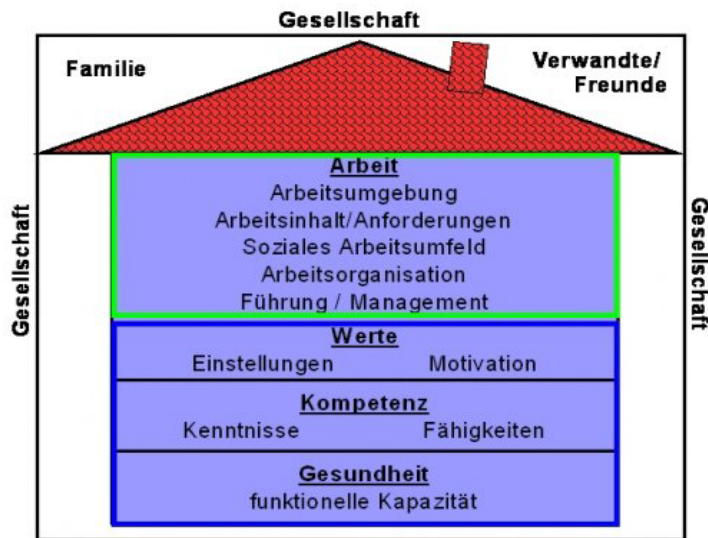 Gesellschaft
Familie
Verwandte/
Freunde
Gesellschaft
Gesellschaft
Arbeit
Arbeitsumgebung
Arbeitsinhalt/Anforderungen
Soziales Arbeitsumfeld
Arbeitsorganisation
Führung / Management
Werte
Einstellungen Motivation
Kompetenz
Kenntnisse Fähigkeiten
Gesundheit
funktionelle Kapazität